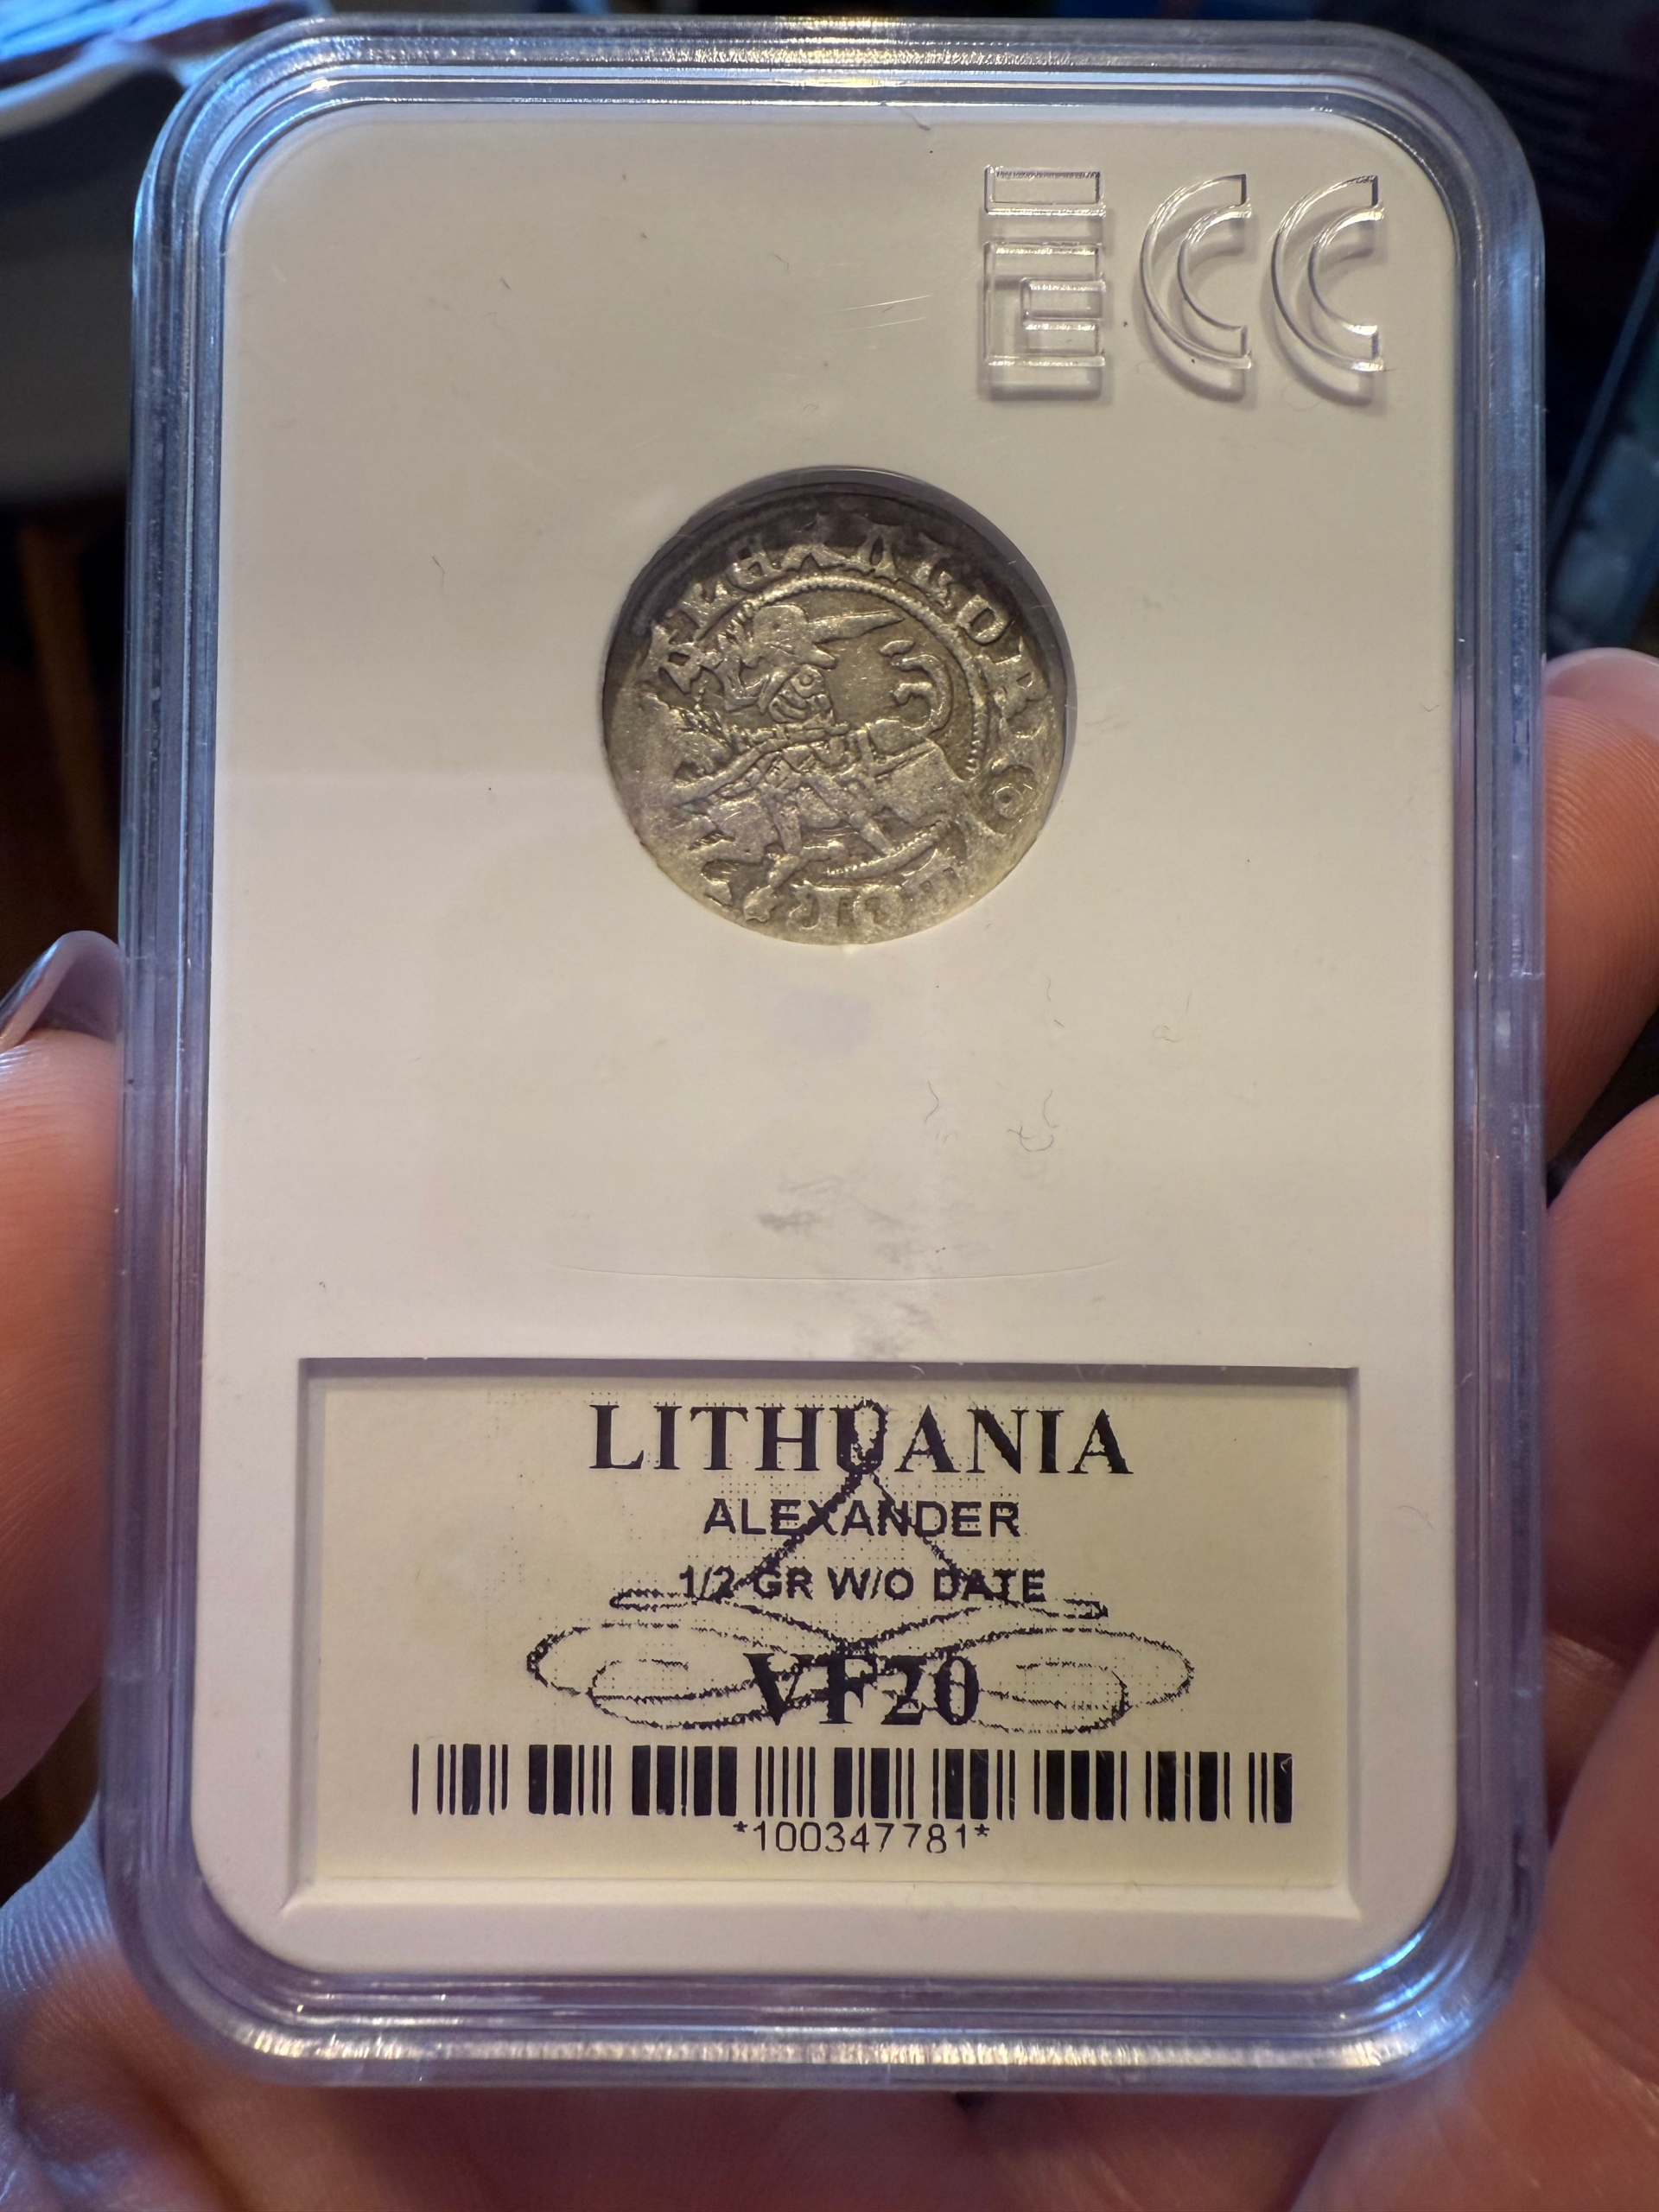 ECC
LITHUANIA
ALEXANDER
1/2 GR W/O DATE
VF20
*100347781*